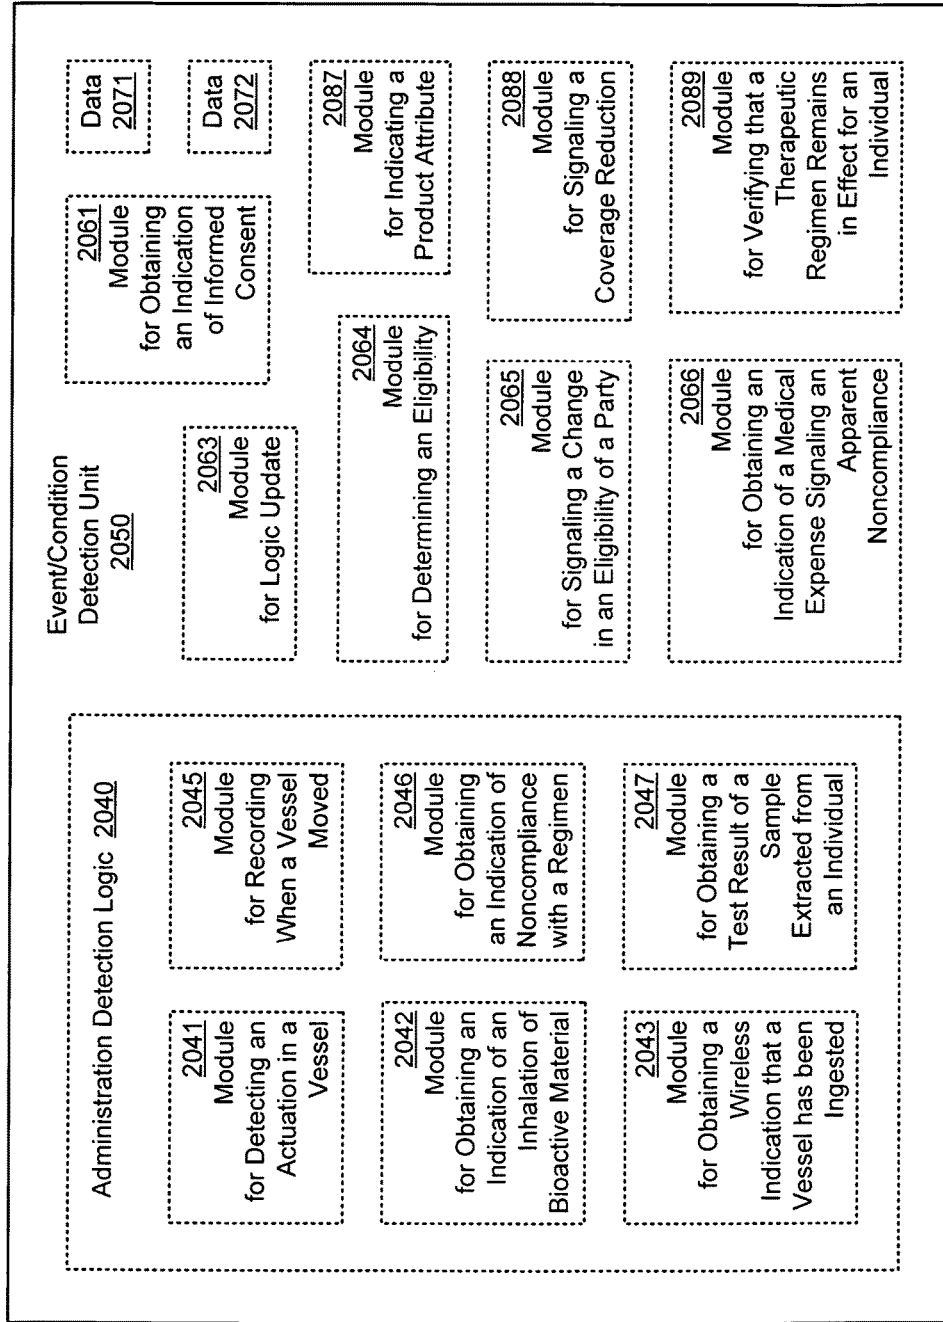 Event/Condition
Detection Unit
2050
Administration Detection Logic 2040
2041
Module
for Detecting an
Actuation in a
Vessel
2045
Module
for Recording
When a Vessel
Moved
2042
Module
for Obtaining an
Indication of an
Inhalation of
Bioactive Material
2046
Module
for Obtaining
an Indication of
Noncompliance
with a Regimen
2043
Module
for Obtaining a
Wireless
Indication that a
Vessel has been
Ingested
2047
Module
for Obtaining a
Test Result of a
Sample
Extracted from
an Individual
2061
Module
for Obtaining
an Indication
of Informed
Consent
Data
2071
Data
2072
2063
Module
for Logic Update
2064
Module
for Determining an Eligibility
2087
Module
for Indicating a
Product Attribute
2065
Module
for Signaling a Change
in an Eligibility of a Party
2088
Module
for Signaling a
Coverage Reduction
2066
Module
for Obtaining an
Indication of a Medical
Expense Signaling an
Apparent
Noncompliance
2089
Module
for Verifying that a
Therapeutic
Regimen Remains
in Effect for an
Individual